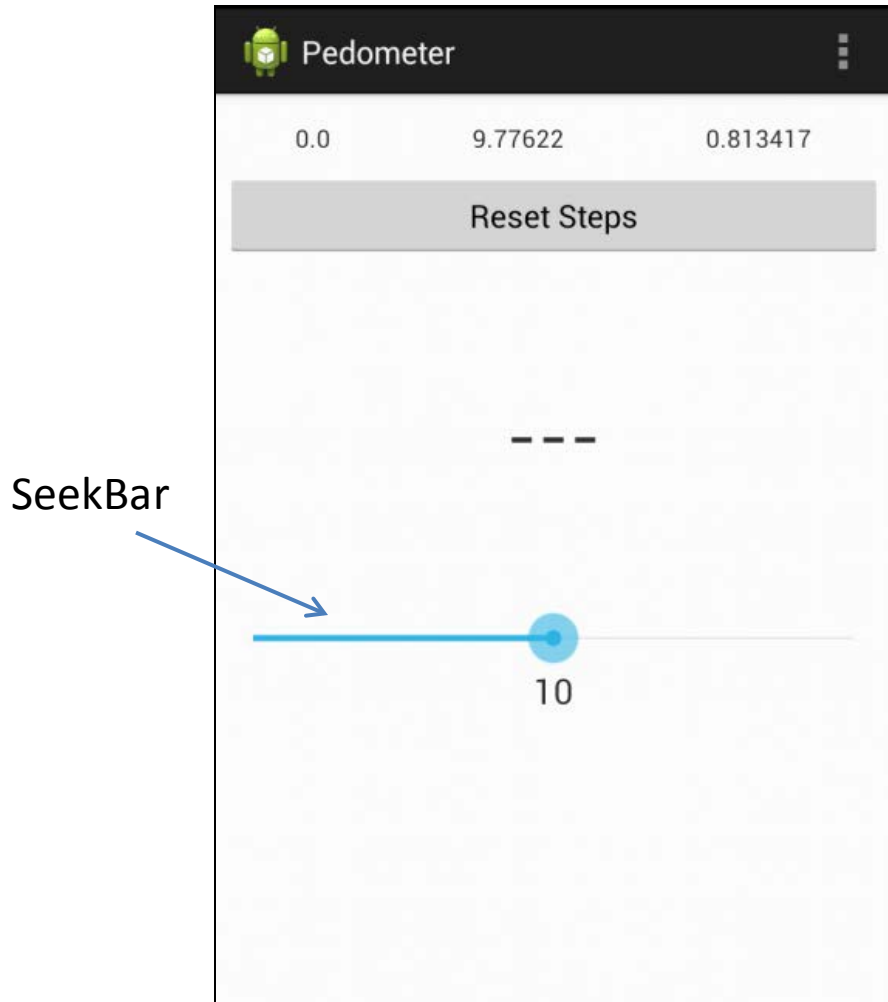 Pedometer
0.0 9.77622 0.813417
Reset Steps
---
SeekBar
10